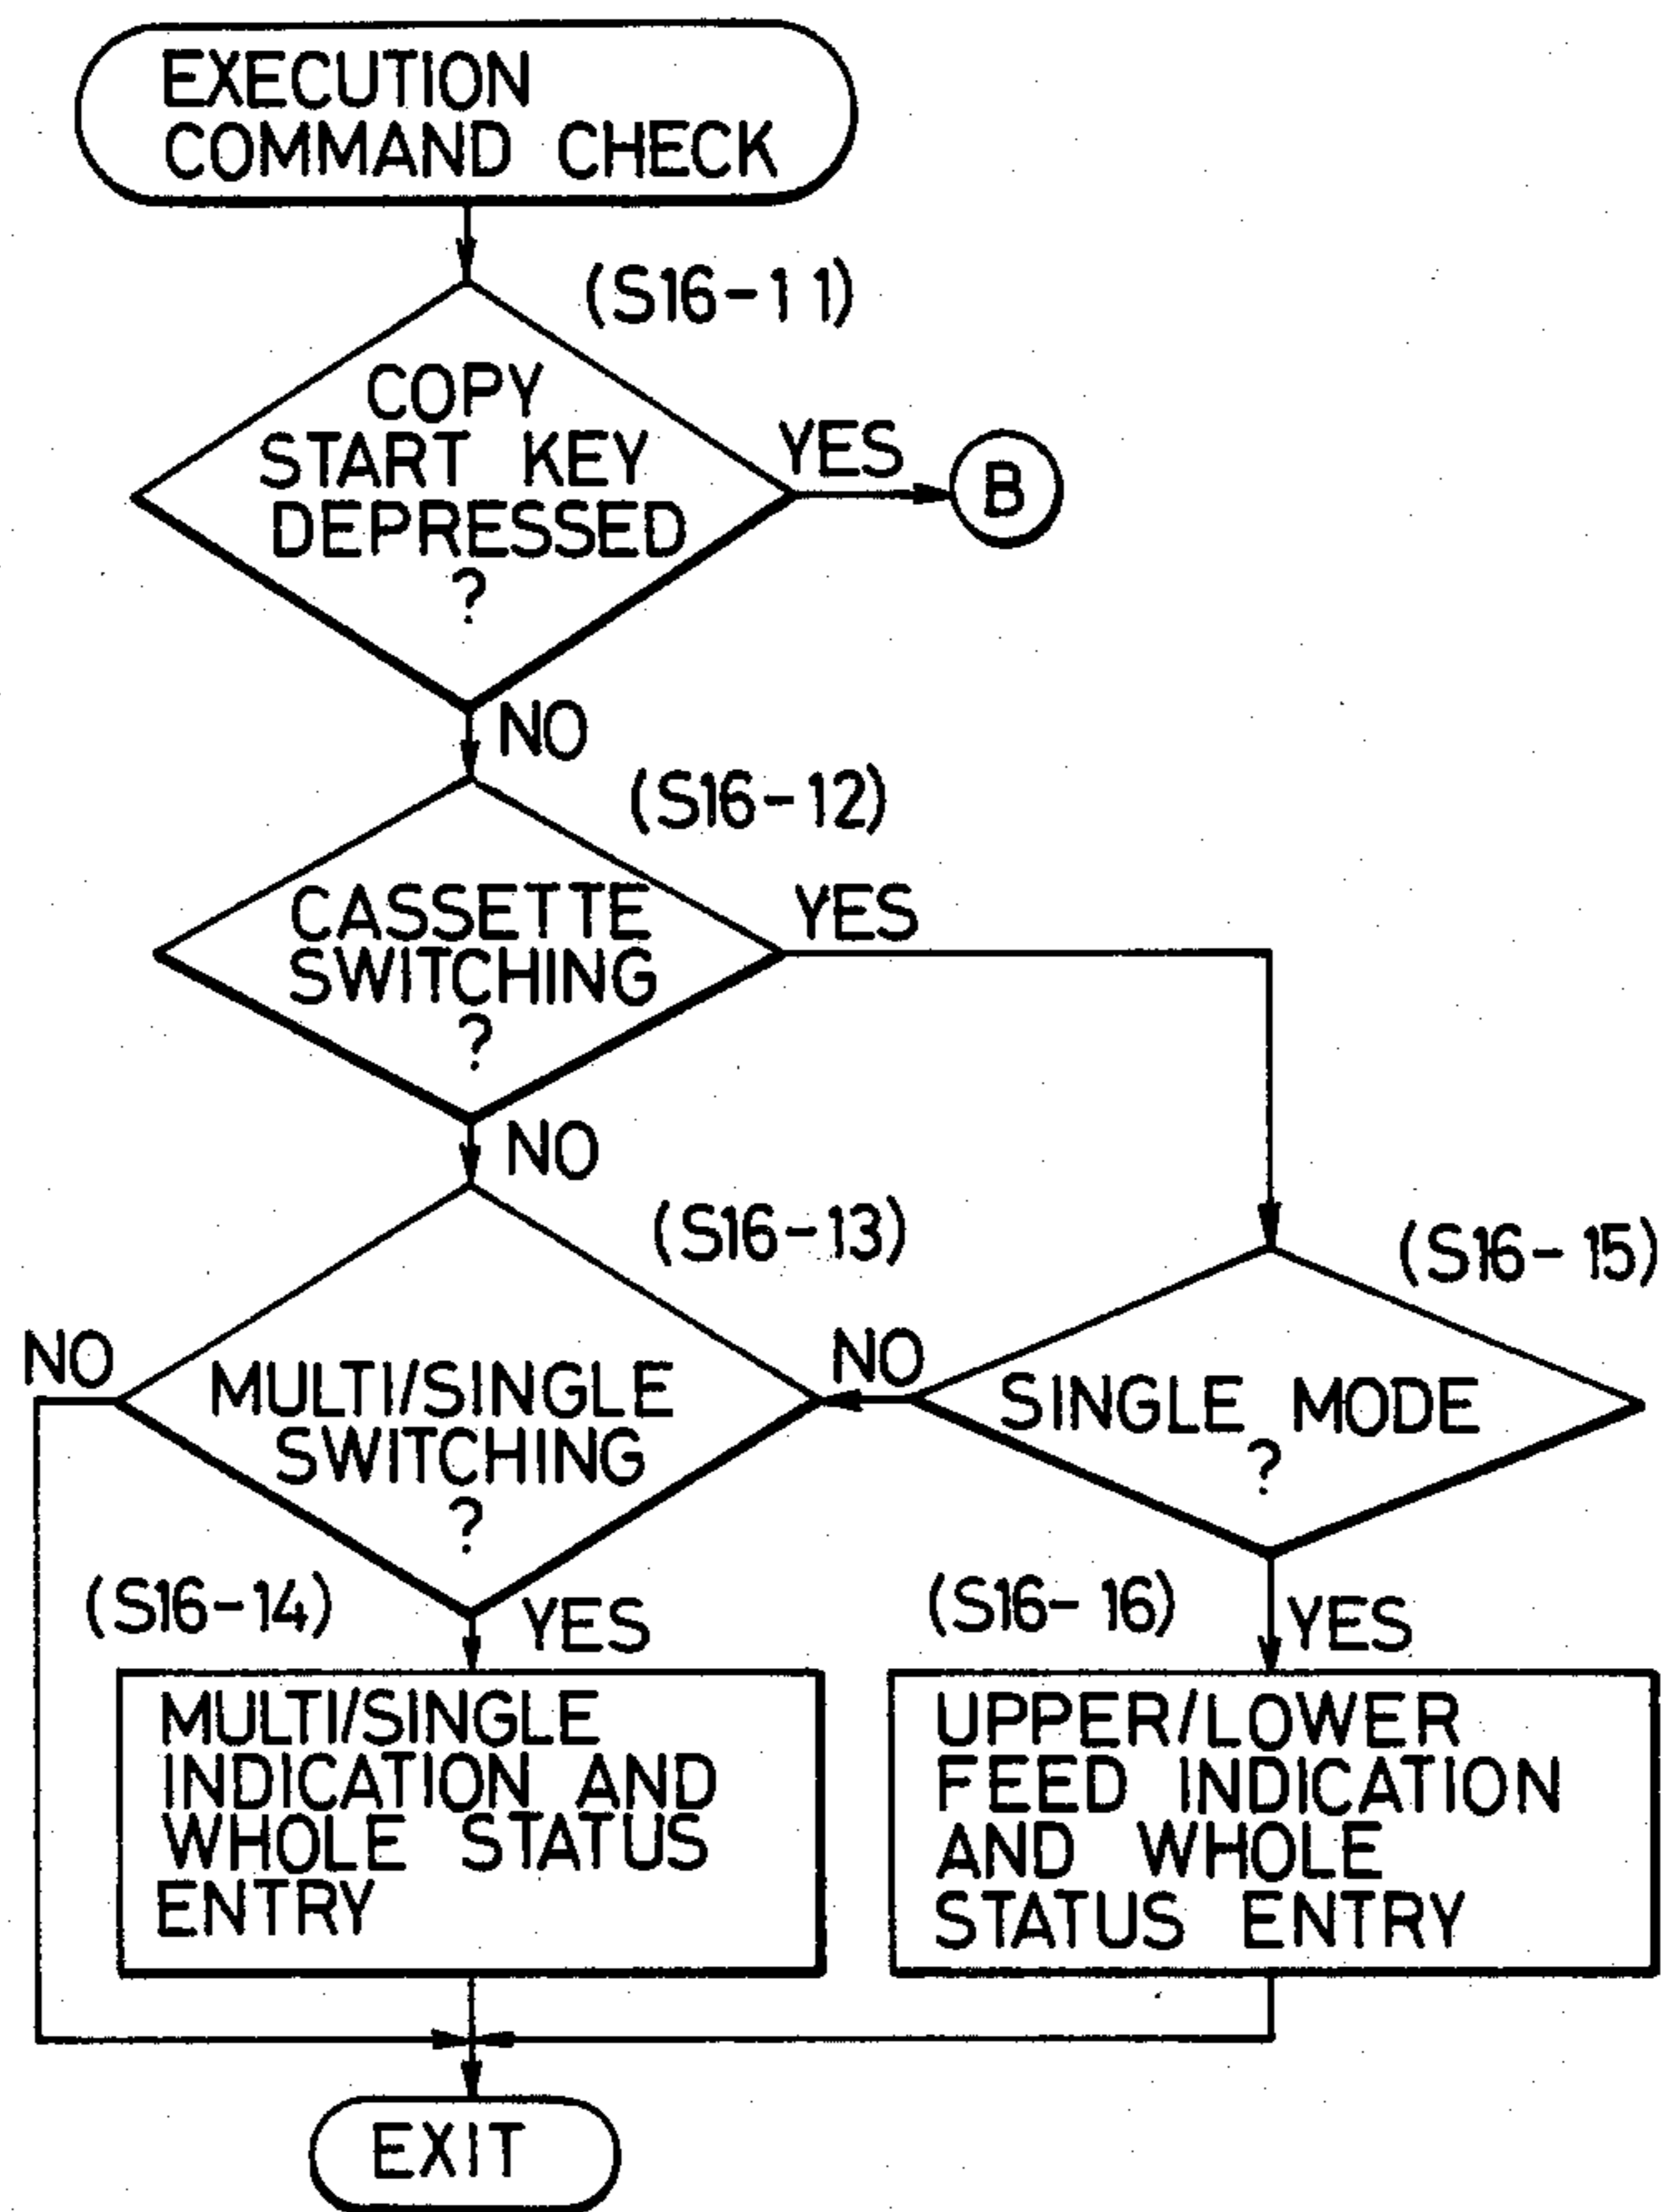 EXECUTION
COMMAND CHECK
(S16-11)
COPY
START KEY
DEPRESSED
?
YES
B
NO
(S16-12)
CASSETTE
SWITCHING
?
YES
NO
(S16-13)
(S16-15)
NO
MULTI/SINGLE
SWITCHING
?
NO
SINGLE MODE
?
(S16-14)
YES
(S16-16)
YES
MULTI/SINGLE
INDICATION AND
WHOLE STATUS
ENTRY
UPPER/LOWER
FEED INDICATION
AND WHOLE
STATUS ENTRY
EXIT